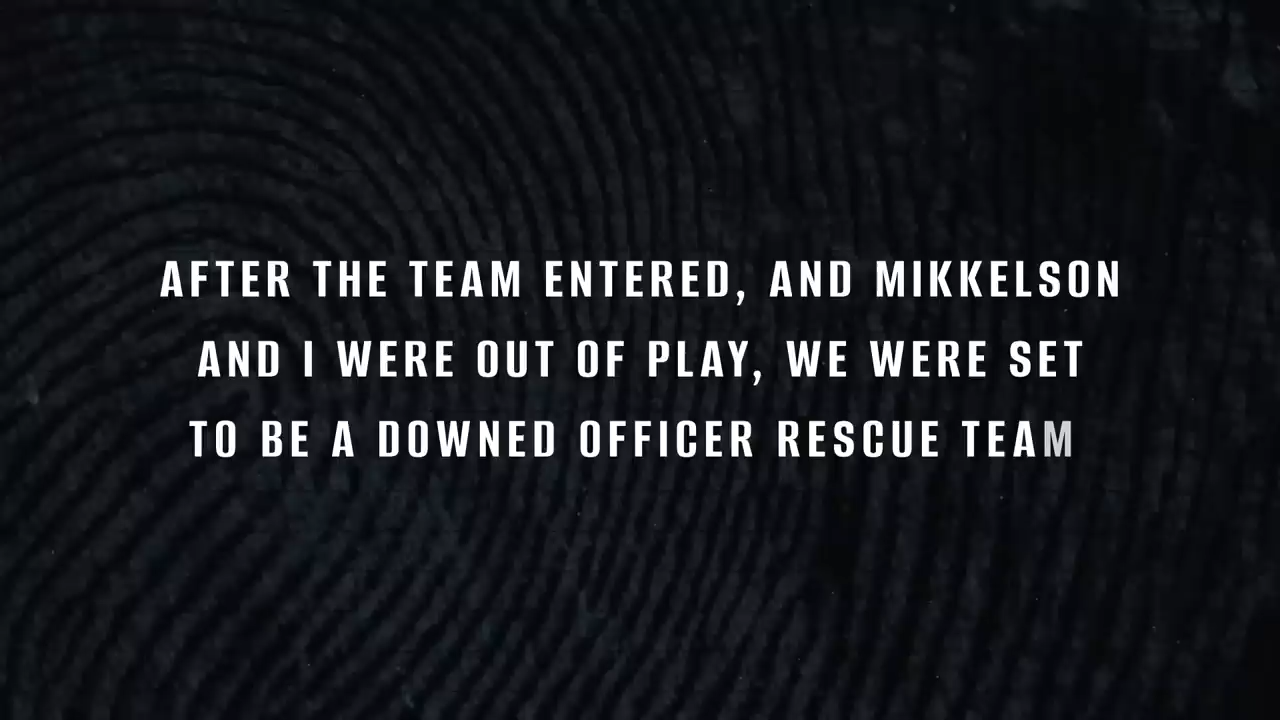 AFTER THE TEAM ENTERED, AND MIKKELSON
AND I WERE OUT OF PLAY, WE WERE SET
TO BE A DOWNED OFFICER RESCUE TEAM